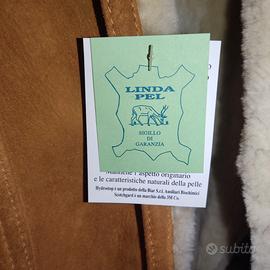 LINDA
PEL
SIGILLO
DI
GARANZIA
Mantiene l'aspetto originario
e le caratteristiche naturali della pelle
Hydrostop è un prodotto della Biar S.r.l. Ausiliari Biochimici
Scotchgard è un marchio della 3M Co.
subito